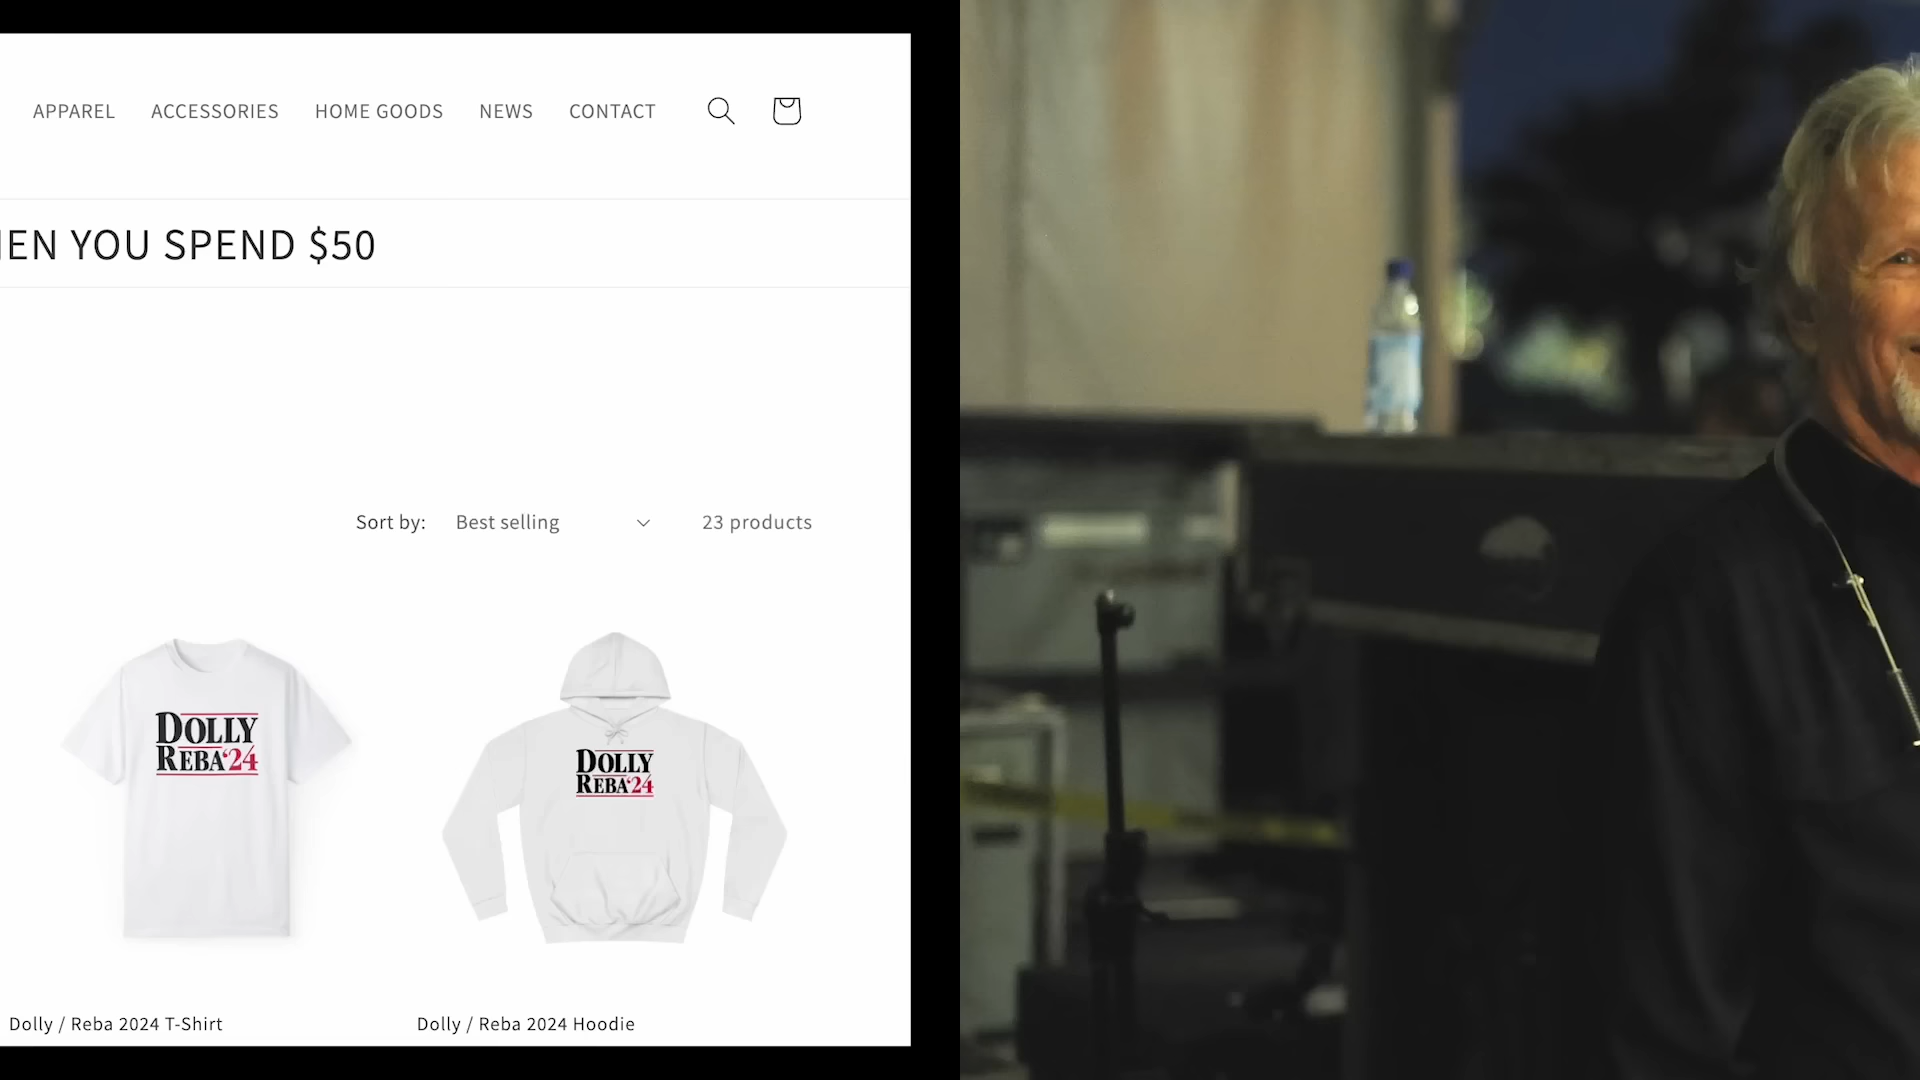 APPAREL ACCESSORIES HOME GOODS NEWS CONTACT
EN YOU SPEND $50
Sort by: Best selling 23 products
DOLLY
REBA '24
DOLLY
REBA '24
Dolly / Reba 2024 T-Shirt
Dolly / Reba 2024 Hoodie